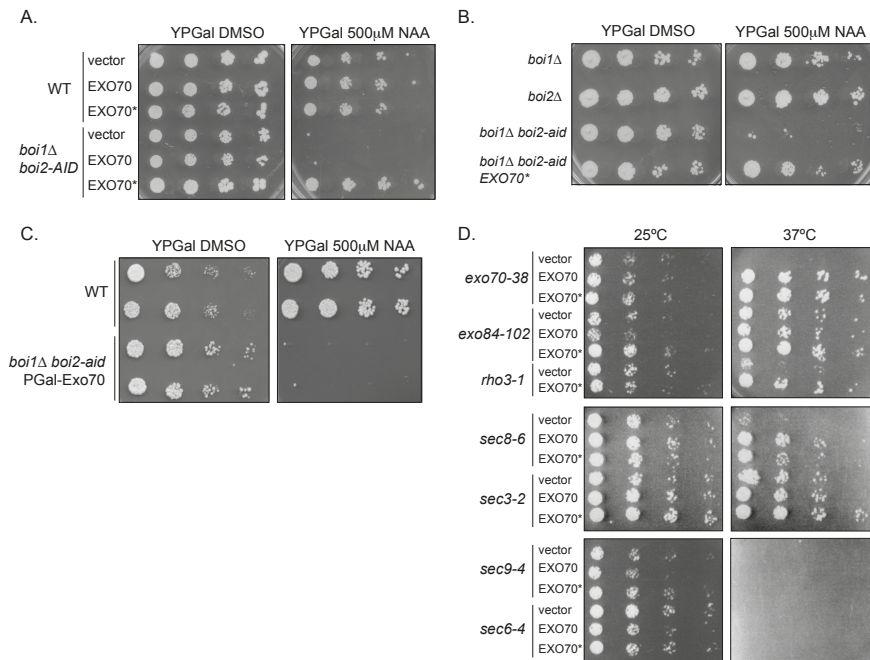 A.
YPGal DMSO YPGal 500μM NAA
WT
vector
EXO70
EXO70*
boi1Δ
boi2-AID
vector
EXO70
EXO70*
B.
YPGal DMSO YPGal 500μM NAA
boi1Δ
boi2Δ
boi1Δ boi2-aid
boi1Δ boi2-aid
EXO70*
C.
YPGal DMSO YPGal 500μM NAA
WT
boi1Δ boi2-aid
PGal-Exo70
D.
25ºC 37ºC
exo70-38
vector
EXO70
EXO70*
exo84-102
vector
EXO70
EXO70*
rho3-1
vector
EXO70*
sec8-6
vector
EXO70
EXO70*
sec3-2
vector
EXO70
EXO70*
sec9-4
vector
EXO70
EXO70*
sec6-4
vector
EXO70
EXO70*